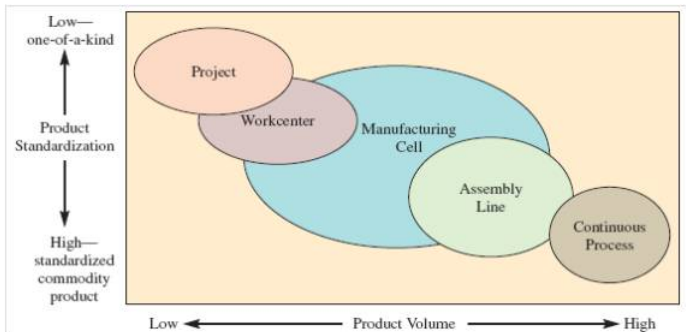 Low—
one-of-a-kind
Product
Standardization
High—
standardized
commodity
product
Project
Workcenter
Manufacturing
Cell
Assembly
Line
Continuous
Process
Low
Product Volume
High